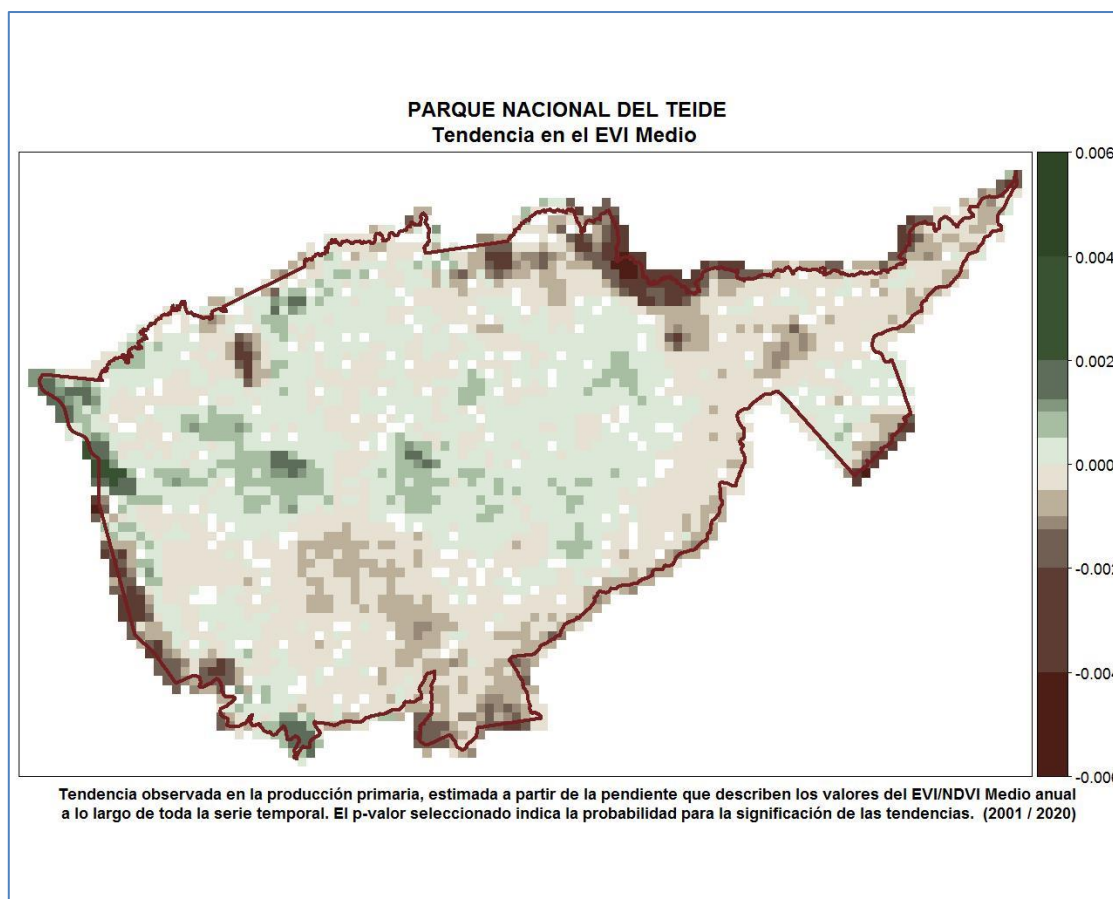 PARQUE NACIONAL DEL TEIDE
Tendencia en el EVI Medio
0.006
0.004
0.002
0.000
-0.002
-0.004
-0.006
Tendencia observada en la producción primaria, estimada a partir de la pendiente que describen los valores del EVI/NDVI Medio anual
a lo largo de toda la serie temporal. El p-valor seleccionado indica la probabilidad para la significación de las tendencias. (2001 / 2020)